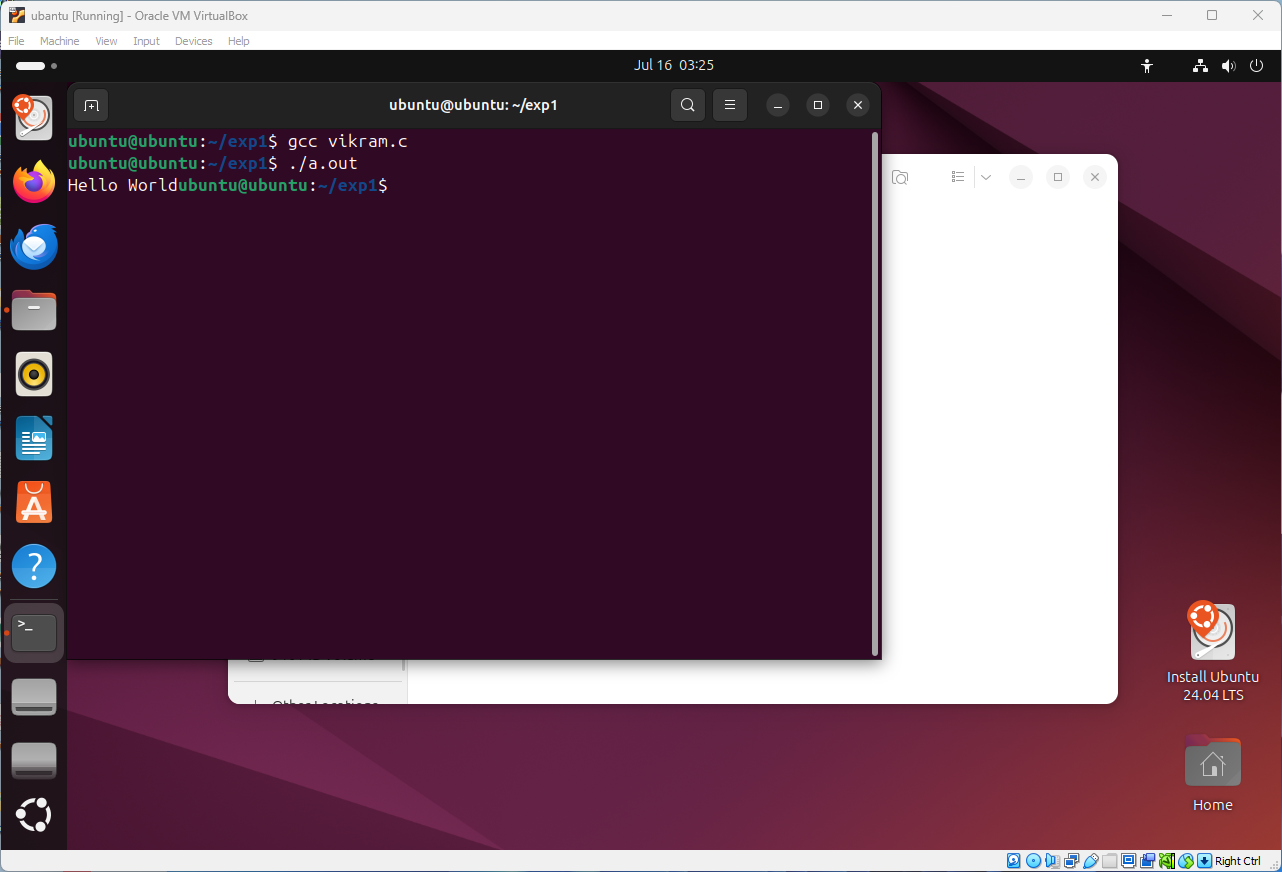 ubantu [Running] - Oracle VM VirtualBox
File Machine View Input Devices Help
Jul 16 03:25
ubuntu@ubuntu: ~/exp1
ubuntu@ubuntu:~/exp1$ gcc vikram.c
ubuntu@ubuntu:~/exp1$ ./a.out
Hello Worldubuntu@ubuntu:~/exp1$
Other Locations
Install Ubuntu
24.04 LTS
Home
Right Ctrl